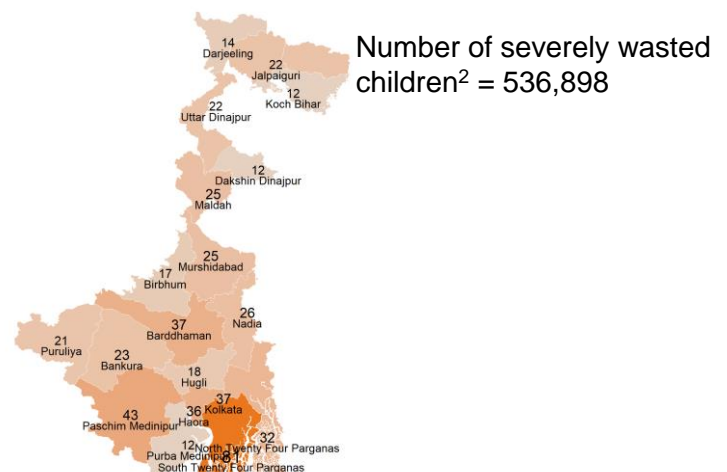 Number of severely wasted
children² = 536,898
14
Darjeeling
22
Jalpaiguri
12
Koch Bihar
22
Uttar Dinajpur
12
Dakshin Dinajpur
25
Maldah
25
Murshidabad
17
Birbhum
26
Nadia
37
Barddhaman
21
Puruliya
23
Bankura
18
Hugli
37
Kolkata
36
Haora
43
Paschim Medinipur
32
North Twenty Four Parganas
12
Purba Medinipur
81
South Twenty Four Parganas